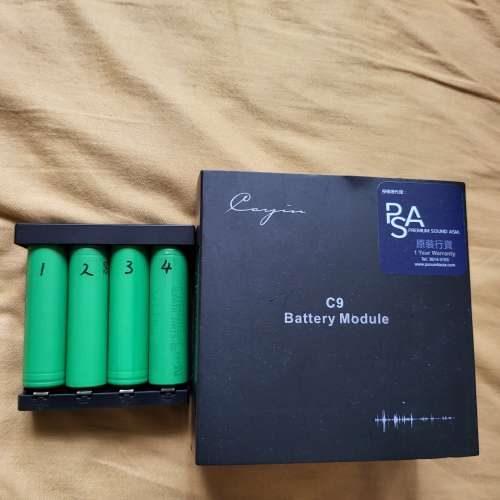 1
2
3
4
Cayin
PSA
PREMIUM SOUND ASIA
原裝行貨
1 Year Warranty
C9
Battery Module